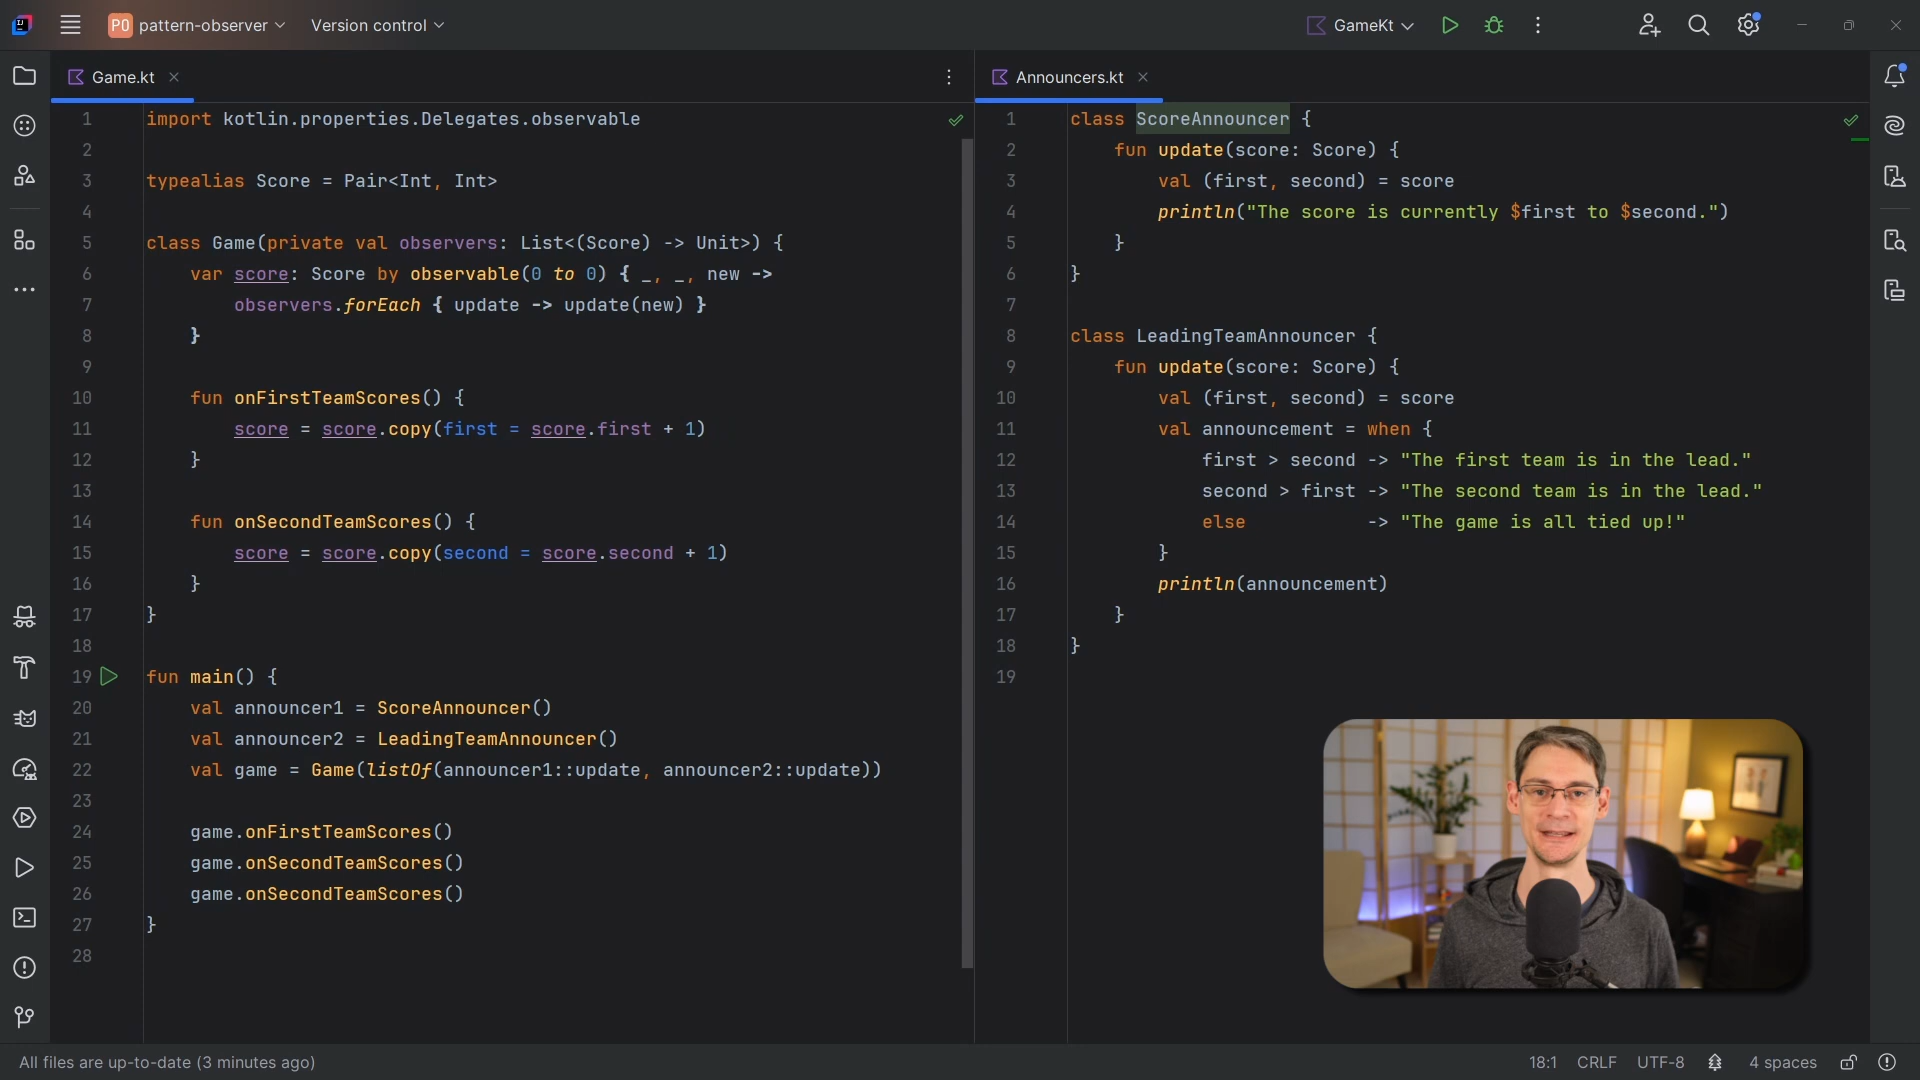 PO pattern-observer Version control GameKt
Game.kt
1 import kotlin.properties.Delegates.observable
2
3 typealias Score = Pair<Int, Int>
4
5 class Game(private val observers: List<(Score) -> Unit>) {
6     var score: Score by observable(0 to 0) { _, _, new ->
7         observers.forEach { update -> update(new) }
8     }
9
10     fun onFirstTeamScores() {
11         score = score.copy(first = score.first + 1)
12     }
13
14     fun onSecondTeamScores() {
15         score = score.copy(second = score.second + 1)
16     }
17 }
18
19 fun main() {
20     val announcer1 = ScoreAnnouncer()
21     val announcer2 = LeadingTeamAnnouncer()
22     val game = Game(listOf(announcer1::update, announcer2::update))
23
24     game.onFirstTeamScores()
25     game.onSecondTeamScores()
26     game.onSecondTeamScores()
27 }
28
Announcers.kt
1 class ScoreAnnouncer {
2     fun update(score: Score) {
3         val (first, second) = score
4         println("The score is currently $first to $second.")
5     }
6 }
7
8 class LeadingTeamAnnouncer {
9     fun update(score: Score) {
10         val (first, second) = score
11         val announcement = when {
12             first > second -> "The first team is in the lead."
13             second > first -> "The second team is in the lead."
14             else           -> "The game is all tied up!"
15         }
16         println(announcement)
17     }
18 }
19
All files are up-to-date (3 minutes ago) 18:1 CRLF UTF-8 4 spaces